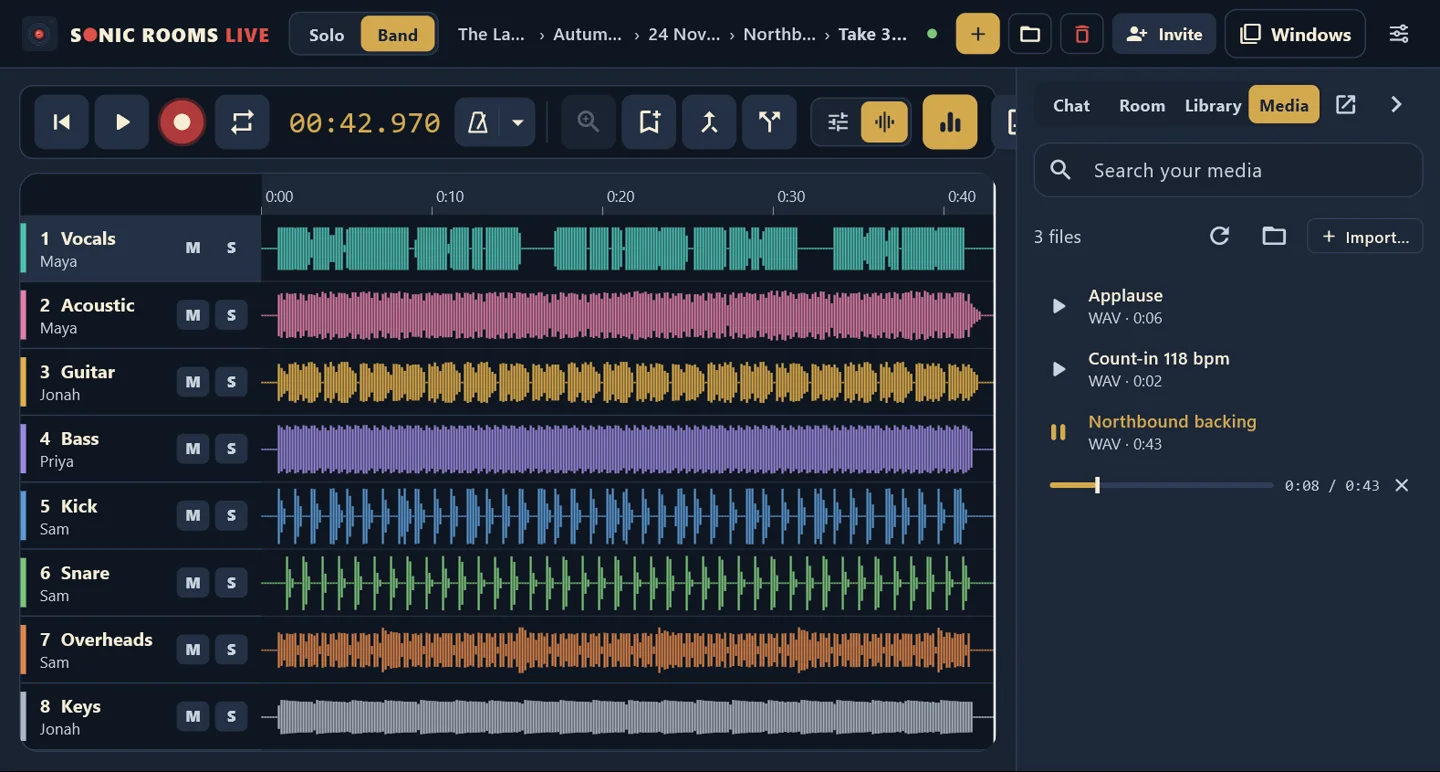 SONIC ROOMS LIVE
Solo
Band
The La... › Autum... › 24 Nov... › Northb... › Take 3...
+
Invite
Windows
00:42.970
Chat
Room
Library
Media
Search your media
3 files
+ Import...
0:00
0:10
0:20
0:30
0:40
1 Vocals
M S
Maya
2 Acoustic
M S
Maya
3 Guitar
M S
Jonah
4 Bass
M S
Priya
5 Kick
M S
Sam
6 Snare
M S
Sam
7 Overheads
M S
Sam
8 Keys
M S
Jonah
Applause
WAV · 0:06
Count-in 118 bpm
WAV · 0:02
Northbound backing
WAV · 0:43
0:08 / 0:43